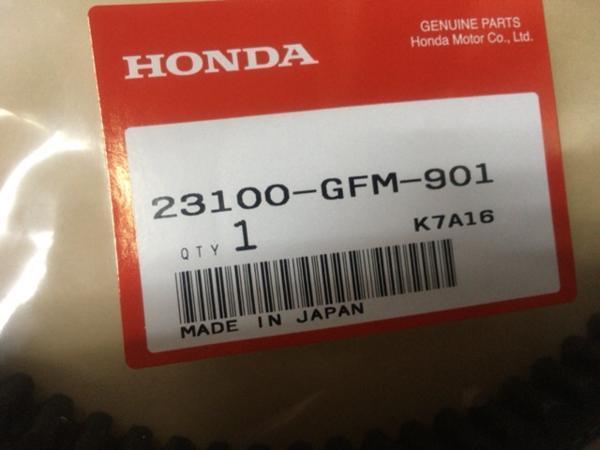 HONDA
GENUINE PARTS
Honda Motor Co., Ltd.
23100-GFM-901
QTY 1
K7A16
MADE IN JAPAN